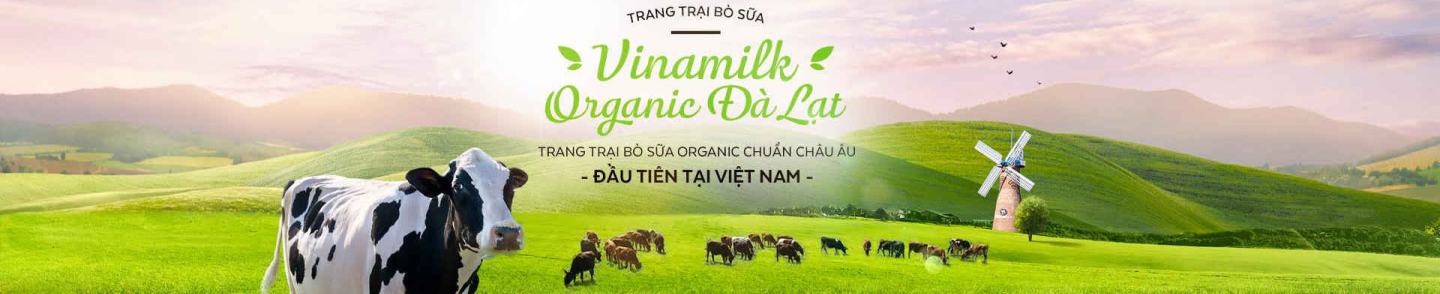 TRANG TRẠI BÒ SỮA
Vinamilk
Organic Đà Lạt
TRANG TRẠI BÒ SỮA ORGANIC CHUẨN CHÂU ÂU
- ĐẦU TIÊN TẠI VIỆT NAM -